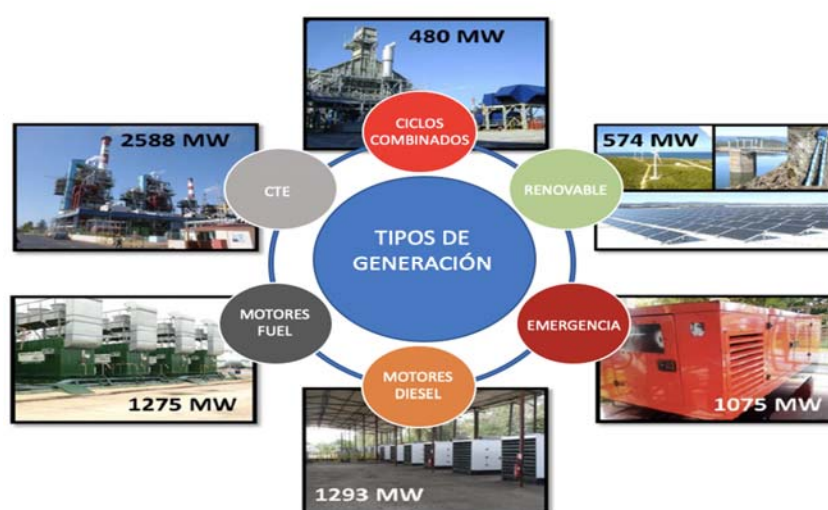 480 MW
CICLOS
COMBINADOS
2588 MW
574 MW
CTE
RENOVABLE
TIPOS DE
GENERACIÓN
MOTORES
FUEL
EMERGENCIA
1275 MW
MOTORES
DIESEL
1075 MW
1293 MW